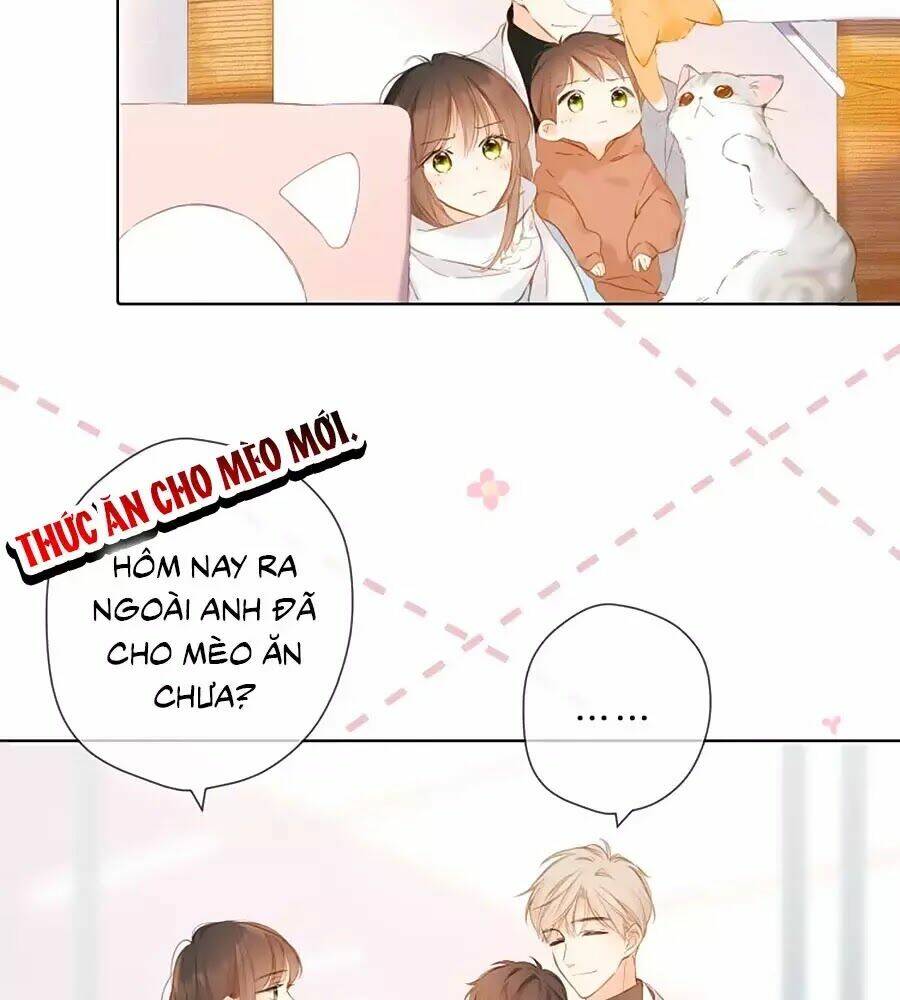 THỨC ĂN CHO MÈO MỚI.
HÔM NAY RA
NGOÀI ANH ĐÃ
CHO MÈO ĂN
CHƯA?
......